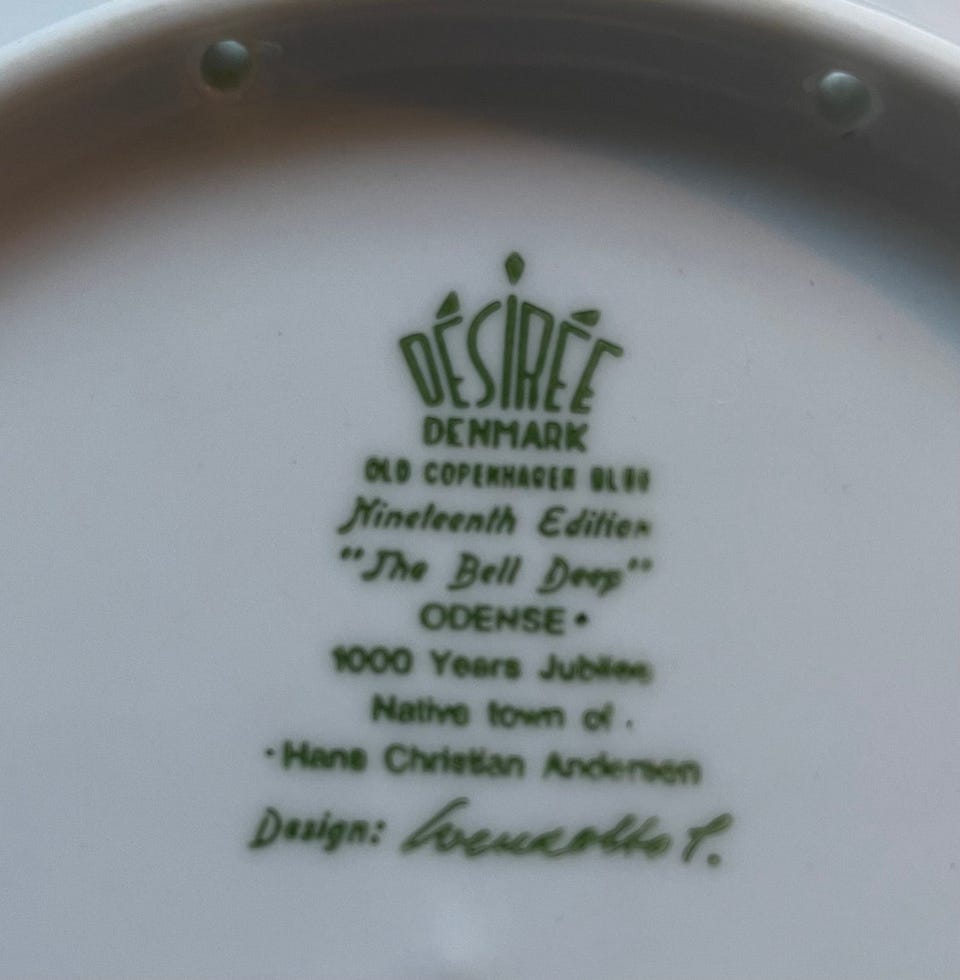 DÉSIRÉE
DENMARK
OLD COPENHAGEN BLUE
Nineteenth Edition
"The Bell Deep"
ODENSE •
1000 Years Jubilee
Native town of .
· Hans Christian Andersen
Design: